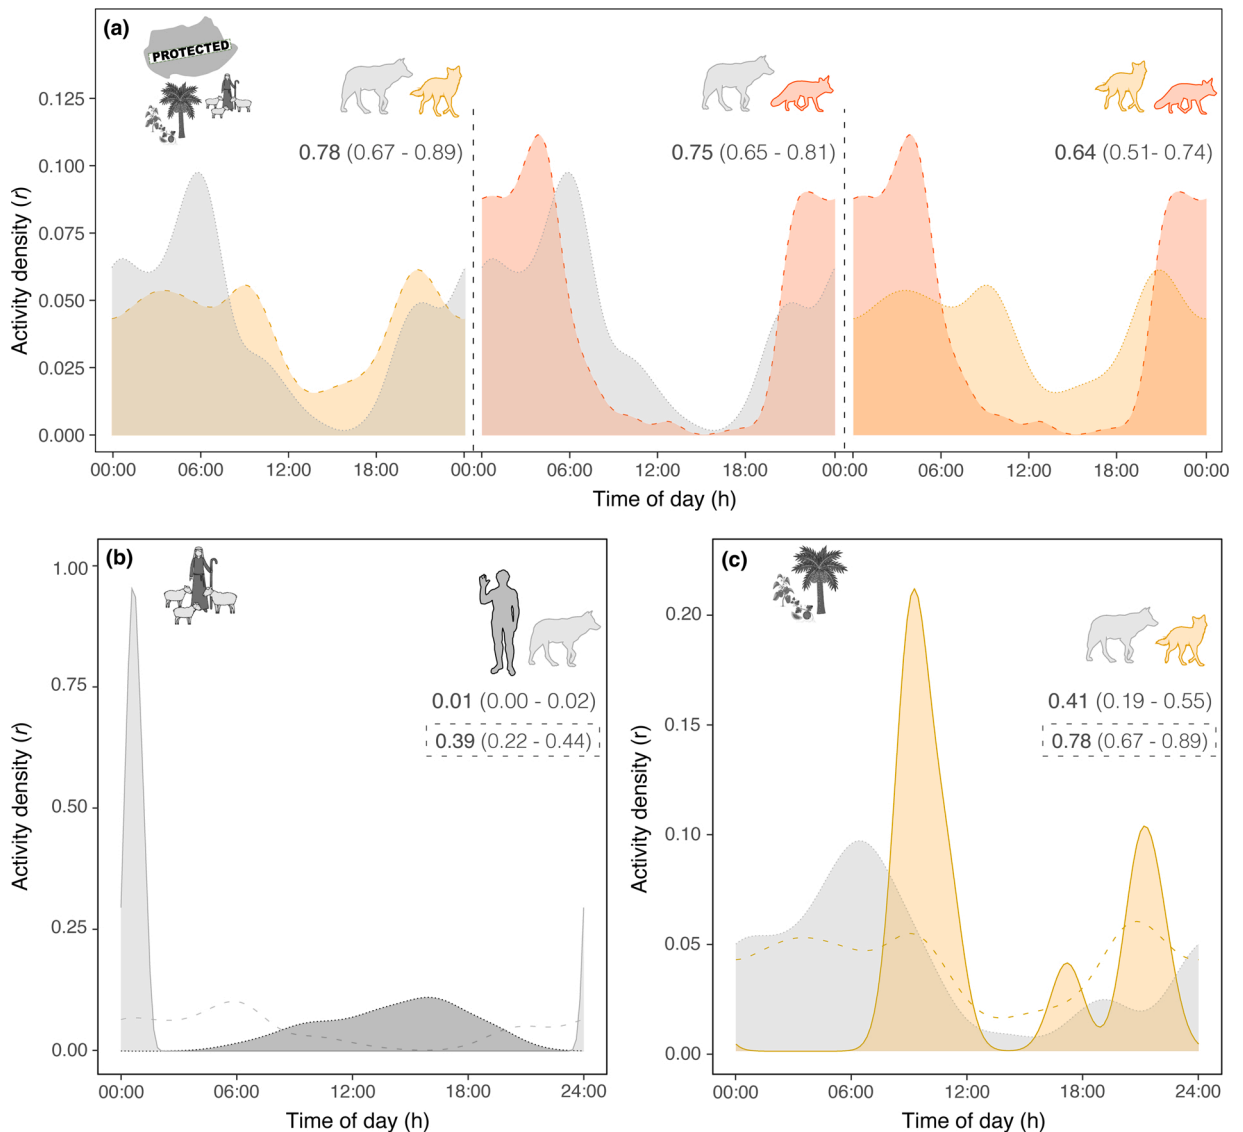 (a)
PROTECTED
0.78 (0.67 - 0.89)
0.75 (0.65 - 0.81)
0.64 (0.51- 0.74)
Activity density (r)
0.125
0.100
0.075
0.050
0.025
0.000
00:00 06:00 12:00 18:00 00:00 00:00 06:00 12:00 18:00 00:00 00:00 06:00 12:00 18:00 00:00
Time of day (h)
(b)
0.01 (0.00 - 0.02)
0.39 (0.22 - 0.44)
Activity density (r)
1.00
0.75
0.50
0.25
0.00
00:00 06:00 12:00 18:00 24:00
Time of day (h)
(c)
0.41 (0.19 - 0.55)
0.78 (0.67 - 0.89)
Activity density (r)
0.20
0.15
0.10
0.05
0.00
00:00 06:00 12:00 18:00 24:00
Time of day (h)